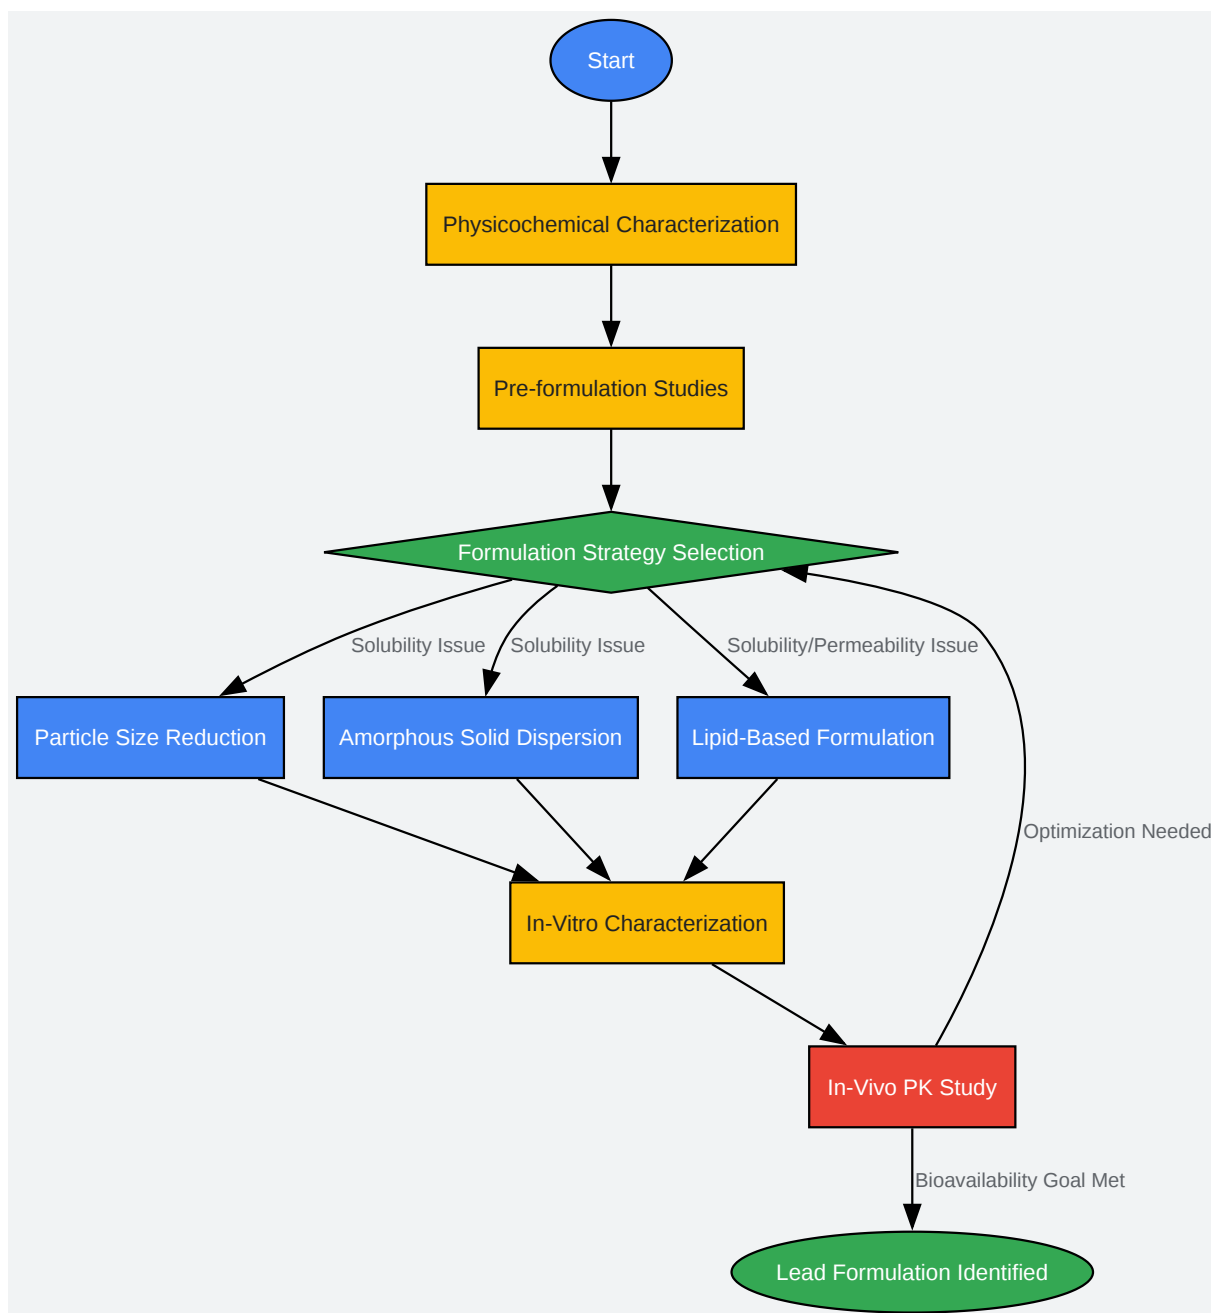 Start
Physicochemical Characterization
Pre-formulation Studies
Formulation Strategy Selection
Solubility Issue
Solubility Issue
Solubility/Permeability Issue
Particle Size Reduction
Amorphous Solid Dispersion
Lipid-Based Formulation
Optimization Needed
In-Vitro Characterization
In-Vivo PK Study
Bioavailability Goal Met
Lead Formulation Identified